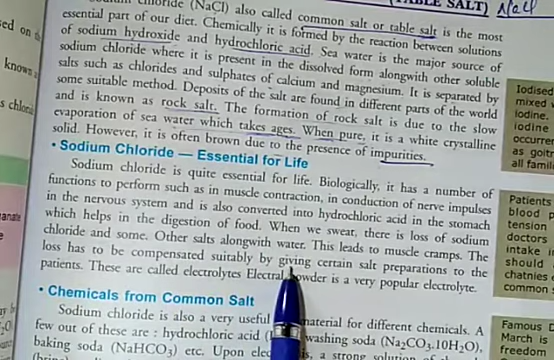 TABLE SALT) NaCl
chloride (NaCl) also called common salt or table salt is the most
essential part of our diet. Chemically it is formed by the reaction between solutions
of sodium hydroxide and hydrochloric acid. Sea water is the major source of
sodium chloride where it is present in the dissolved form alongwith other soluble
salts such as chlorides and sulphates of calcium and magnesium. It is separated by
some suitable method. Deposits of the salt are found in different parts of the world
and is known as rock salt. The formation of rock salt is due to the slow
evaporation of sea water which takes ages. When pure, it is a white crystalline
solid. However, it is often brown due to the presence of impurities.
• Sodium Chloride — Essential for Life
Sodium chloride is quite essential for life. Biologically, it has a number of
functions to perform such as in muscle contraction, in conduction of nerve impulses
in the nervous system and is also converted into hydrochloric acid in the stomach
which helps in the digestion of food. When we sweat, there is loss of sodium
chloride and some. Other salts alongwith water. This leads to muscle cramps. The
loss has to be compensated suitably by giving certain salt preparations to the
patients. These are called electrolytes Electral powder is a very popular electrolyte.
• Chemicals from Common Salt
Sodium chloride is also a very useful material for different chemicals. A
few out of these are : hydrochloric acid washing soda (Na₂CO₃.10H₂O),
baking soda (NaHCO₃) etc. Upon a strong solution of
sed on
known
s
Iodised
mixed
iodine.
iodine
occurre
as goit
all famil
Patients
blood p
tension
doctors
intake i
should
chatnies
common s
Famous D
March is
freedom